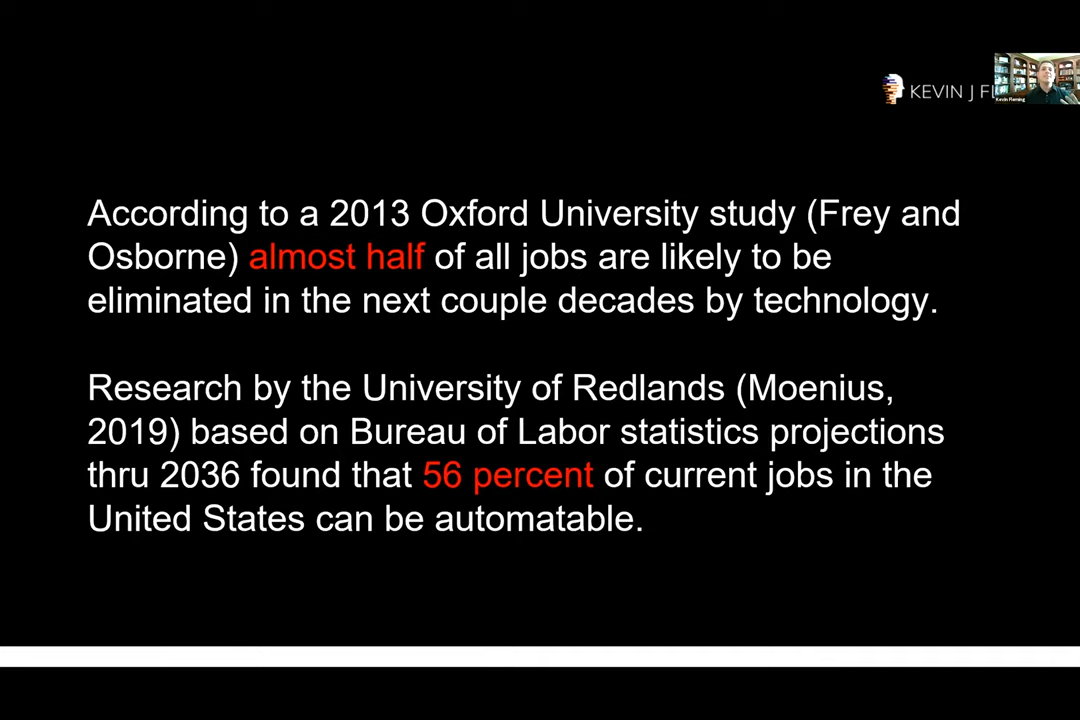 KEVIN J FL
Kevin Fleming
According to a 2013 Oxford University study (Frey and
Osborne) almost half of all jobs are likely to be
eliminated in the next couple decades by technology.
Research by the University of Redlands (Moenius,
2019) based on Bureau of Labor statistics projections
thru 2036 found that 56 percent of current jobs in the
United States can be automatable.